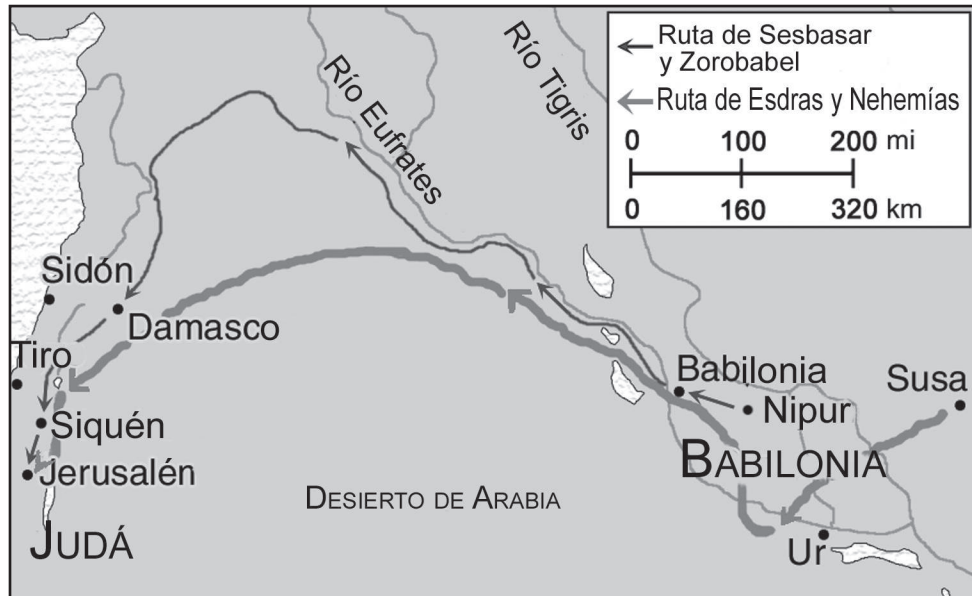 Ruta de Sesbasar
y Zorobabel
Ruta de Esdras y Nehemías
0 100 200 mi
0 160 320 km
Río Eufrates
Río Tigris
Sidón
Damasco
Tiro
Siquén
Jerusalén
JUDÁ
DESIERTO DE ARABIA
Babilonia
Nipur
Susa
BABILONIA
Ur